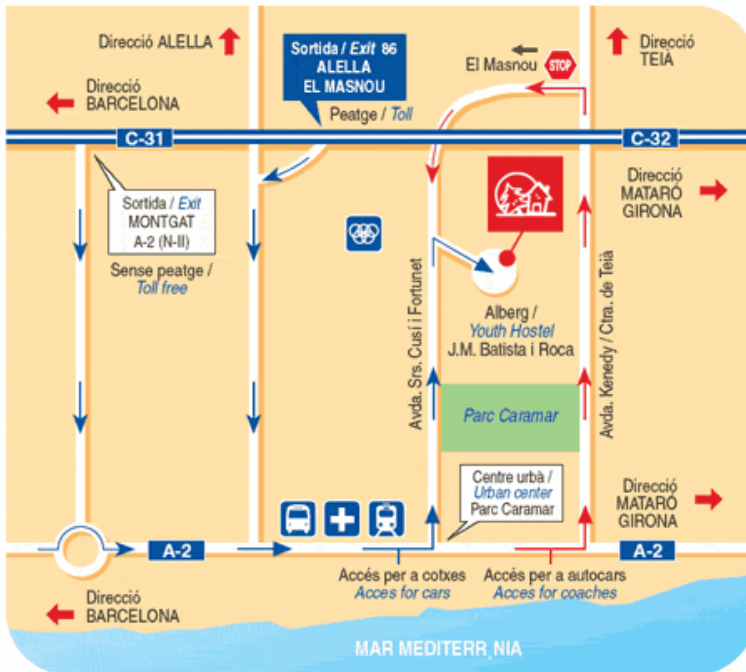 Direcció ALELLA
Sortida / Exit 86
ALELLA
EL MASNOU
El Masnou
STOP
Direcció
TEIÀ
Direcció
BARCELONA
Peatge / Toll
C-31
C-32
Sortida / Exit
MONTGAT
A-2 (N-II)
Sense peatge /
Toll free
Direcció
MATARÓ
GIRONA
Avda. Srs. Cusí i Fortunet
Alberg /
Youth Hostel
J.M. Batista i Roca
Avda. Kenedy / Ctra. de Teià
Parc Caramar
Centre urbà /
Urban center
Parc Caramar
Direcció
MATARÓ
GIRONA
A-2
A-2
Accés per a cotxes
Acces for cars
Accés per a autocars
Acces for coaches
Direcció
BARCELONA
MAR MEDITERR¸NIA